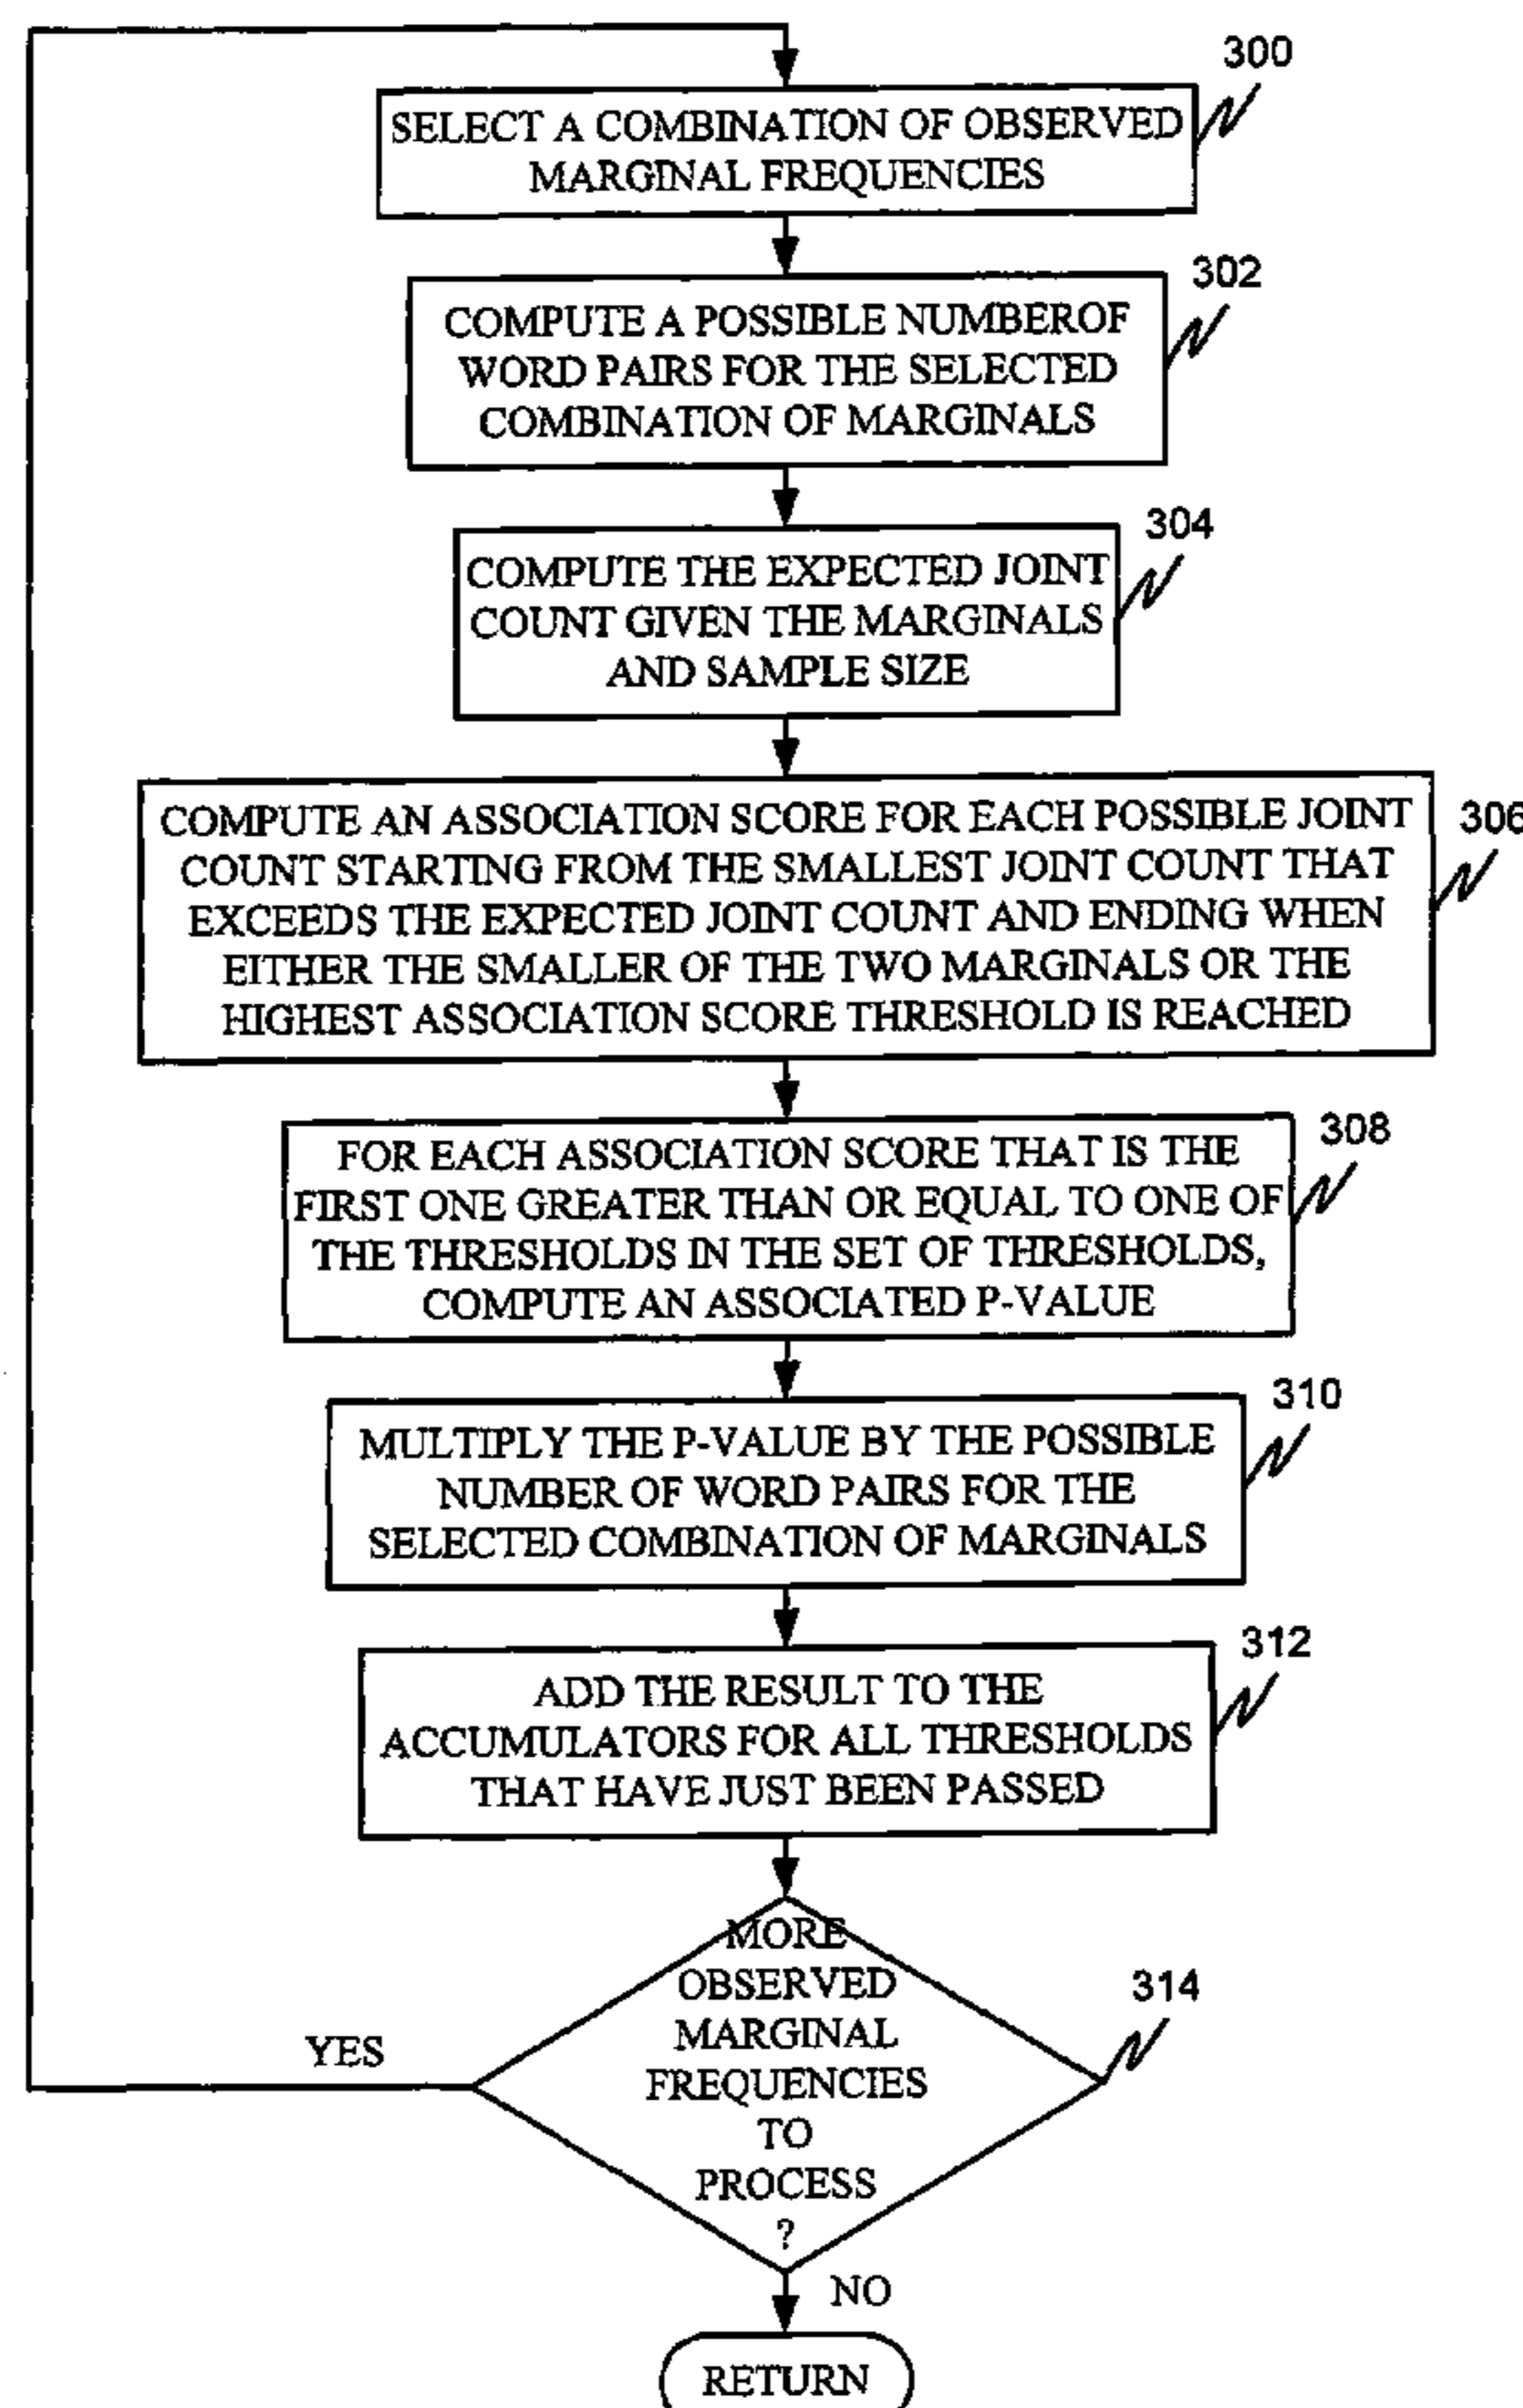 300
SELECT A COMBINATION OF OBSERVED
MARGINAL FREQUENCIES
302
COMPUTE A POSSIBLE NUMBEROF
WORD PAIRS FOR THE SELECTED
COMBINATION OF MARGINALS
304
COMPUTE THE EXPECTED JOINT
COUNT GIVEN THE MARGINALS
AND SAMPLE SIZE
306
COMPUTE AN ASSOCIATION SCORE FOR EACH POSSIBLE JOINT
COUNT STARTING FROM THE SMALLEST JOINT COUNT THAT
EXCEEDS THE EXPECTED JOINT COUNT AND ENDING WHEN
EITHER THE SMALLER OF THE TWO MARGINALS OR THE
HIGHEST ASSOCIATION SCORE THRESHOLD IS REACHED
308
FOR EACH ASSOCIATION SCORE THAT IS THE
FIRST ONE GREATER THAN OR EQUAL TO ONE OF
THE THRESHOLDS IN THE SET OF THRESHOLDS,
COMPUTE AN ASSOCIATED P-VALUE
310
MULTIPLY THE P-VALUE BY THE POSSIBLE
NUMBER OF WORD PAIRS FOR THE
SELECTED COMBINATION OF MARGINALS
312
ADD THE RESULT TO THE
ACCUMULATORS FOR ALL THRESHOLDS
THAT HAVE JUST BEEN PASSED
314
MORE
OBSERVED
MARGINAL
FREQUENCIES
TO
PROCESS
?
YES
NO
RETURN